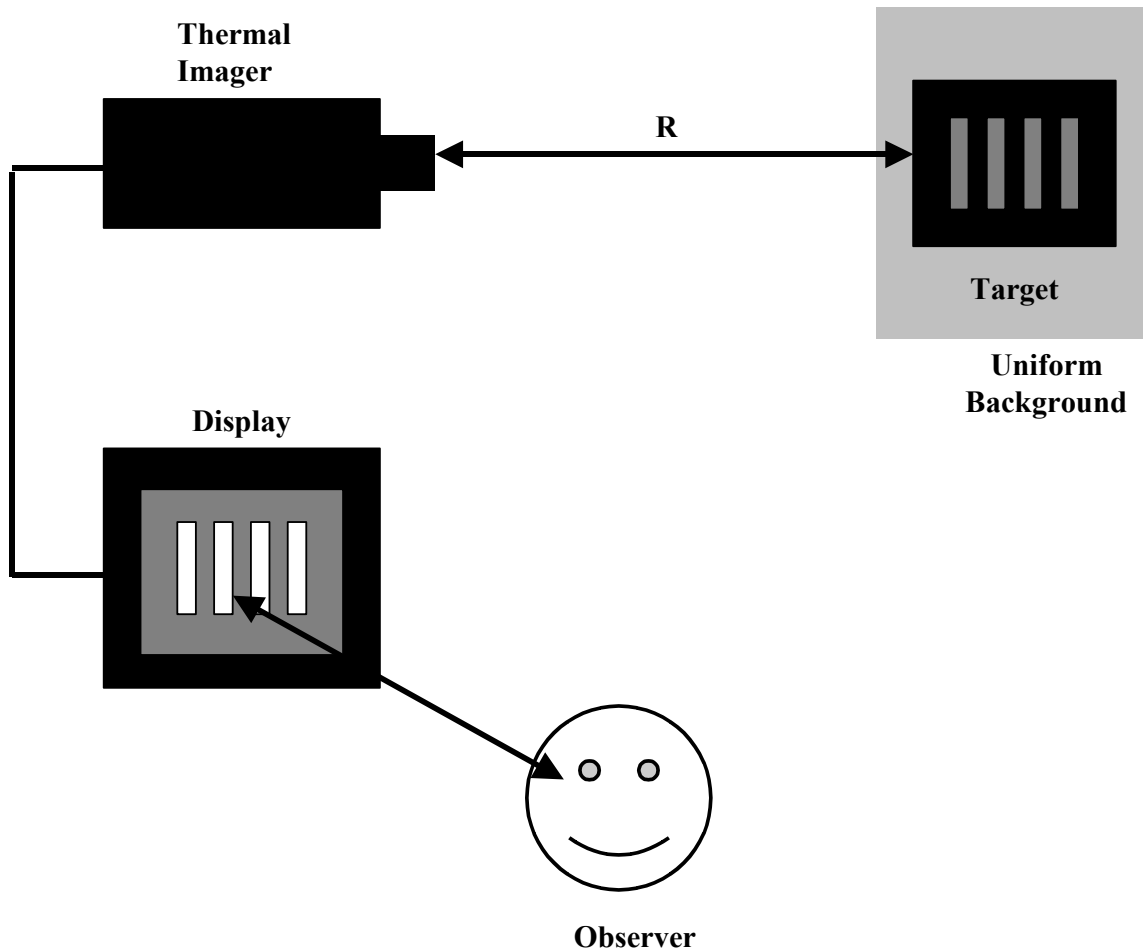 Thermal
Imager
R
Target
Uniform
Background
Display
Observer